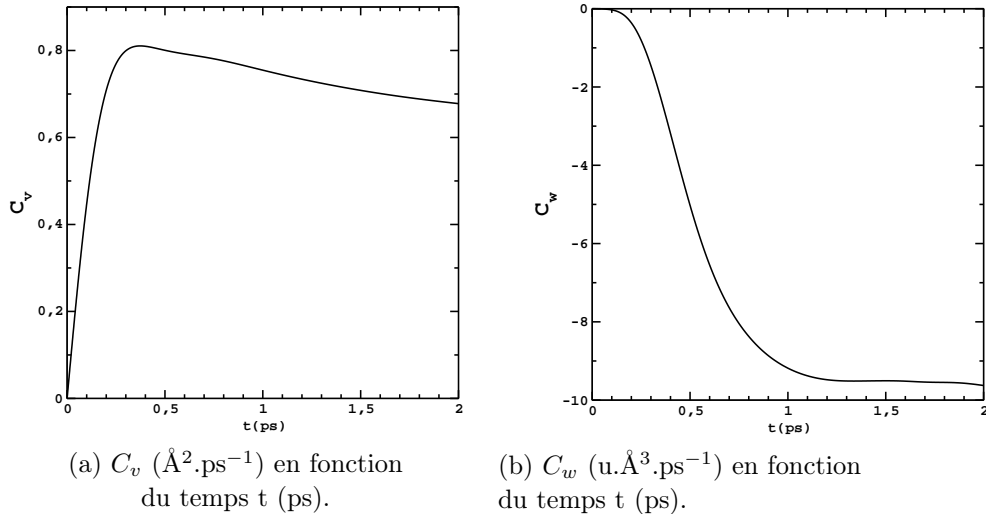 0,8
0,6
0,4
0,2
0
C_v
0
0,5
1
1,5
2
t(ps)
0
-2
-4
-6
-8
-10
C_w
0
0,5
1
1,5
2
t(ps)
(a) C_v (Å².ps⁻¹) en fonction
du temps t (ps).
(b) C_w (u.Å³.ps⁻¹) en fonction
du temps t (ps).